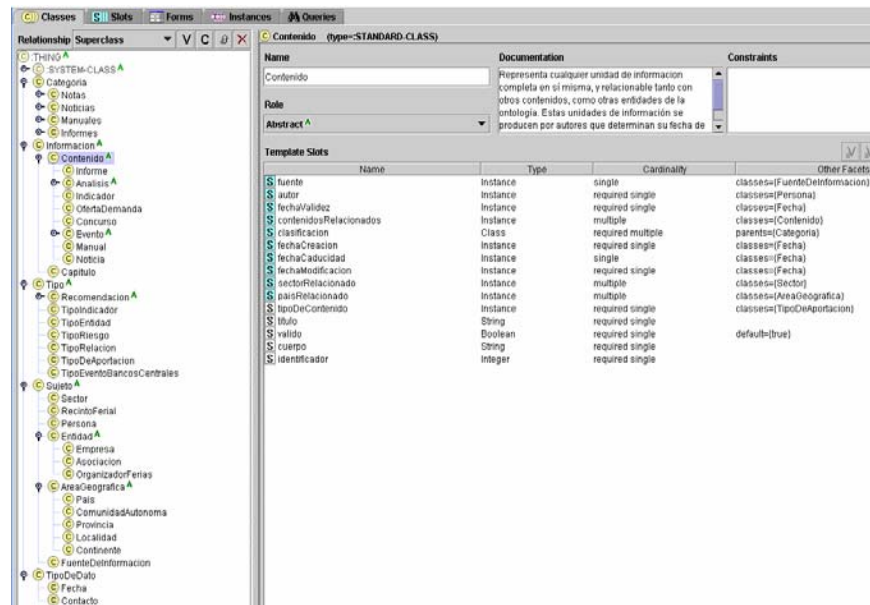 Classes Slots Forms Instances Queries
Relationship Superclass V C
:THING A
:SYSTEM-CLASS A
Categoria
Notas
Noticias
Manuales
Informes
Informacion A
Contenido A
Informe
Analisis A
Indicador
OfertaDemanda
Concurso
Evento A
Manual
Noticia
Capitulo
Tipo A
Recomendacion A
TipoIndicador
TipoEntidad
TipoRiesgo
TipoRelacion
TipoDeAportacion
TipoEventoBancosCentrales
Sujeto A
Sector
RecintoFerial
Persona
Entidad A
Empresa
Asociacion
OrganizadorFerias
AreaGeografica A
Pais
ComunidadAutonoma
Provincia
Localidad
Continente
FuenteDeInformacion
TipoDeDato
Fecha
Contacto
C Contenido (type=:STANDARD-CLASS)
Name Documentation Constraints
Contenido
Representa cualquier unidad de informacion
completa en sí misma, y relacionable tanto con
otros contenidos, como otras entidades de la
ontología. Estas unidades de información se
producen por autores que determinan su fecha de
Role
Abstract A
Template Slots
Name Type Cardinality Other Facets
S fuente Instance single classes={FuenteDeInformacion}
S autor Instance required single classes={Persona}
S fechaValidez Instance required single classes={Fecha}
S contenidosRelacionados Instance multiple classes={Contenido}
S clasificacion Class required multiple parents={Categoria}
S fechaCreacion Instance required single classes={Fecha}
S fechaCaducidad Instance single classes={Fecha}
S fechaModificacion Instance required single classes={Fecha}
S sectorRelacionado Instance multiple classes={Sector}
S paisRelacionado Instance multiple classes={AreaGeografica}
S tipoDeContenido Instance required single classes={TipoDeAportacion}
S titulo String required single
S valido Boolean required single default={true}
S cuerpo String required single
S identificador Integer required single